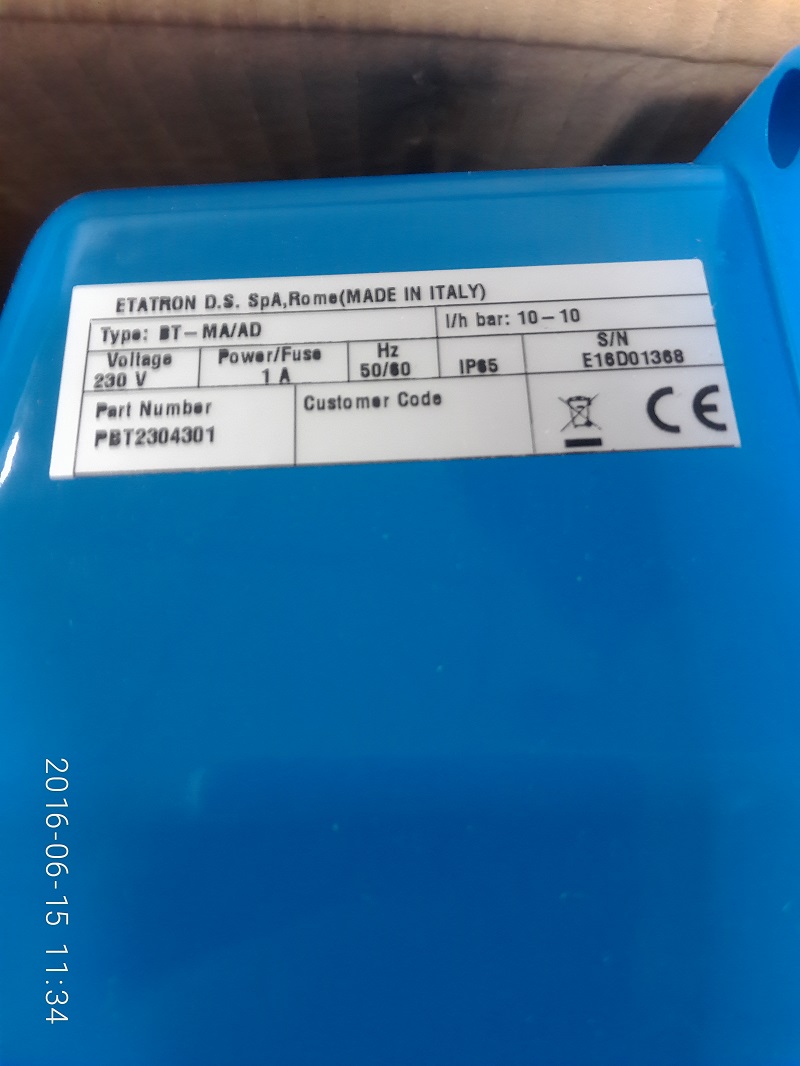 ETATRON D.S. SpA,Rome(MADE IN ITALY)
Type: BT-MA/AD
l/h bar: 10-10
Voltage
230 V
Power/Fuse
1 A
Hz
50/60
IP65
S/N
E16D01368
Part Number
PBT2304301
Customer Code
CE
2016-06-15 11:34